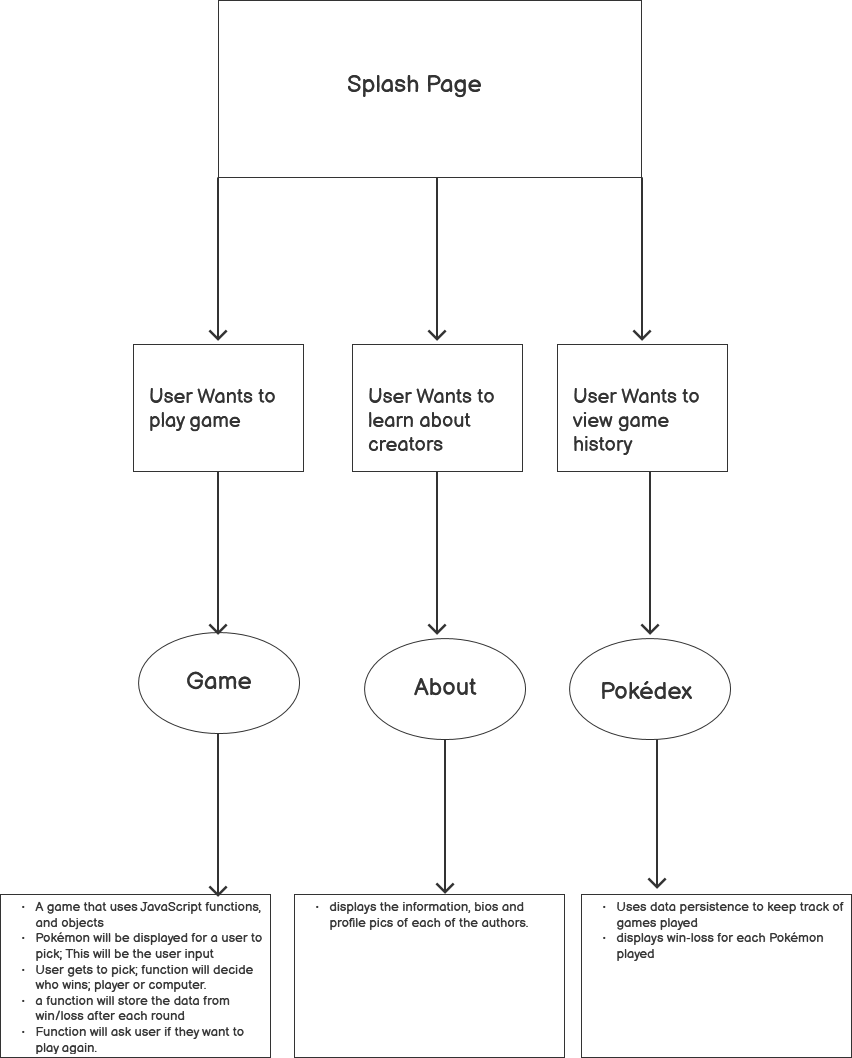 Splash Page
User Wants to
play game
User Wants to
learn about
creators
User Wants to
view game
history
Game
About
Pokédex
· A game that uses JavaScript functions,
and objects
· Pokémon will be displayed for a user to
pick; This will be the user input
· User gets to pick; function will decide
who wins; player or computer.
· a function will store the data from
win/loss after each round
· Function will ask user if they want to
play again.
· displays the information, bios and
profile pics of each of the authors.
· Uses data persistence to keep track of
games played
· displays win-loss for each Pokémon
played